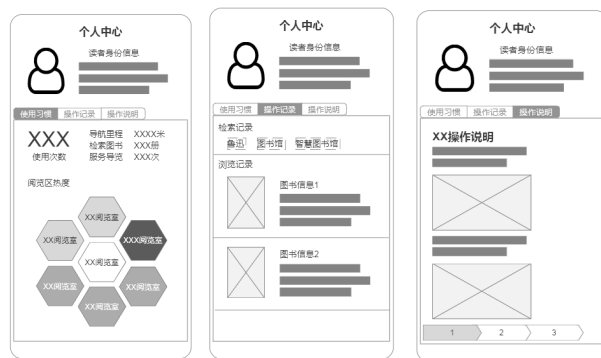 个人中心
读者身份信息
使用习惯 操作记录 操作说明
XXX
使用次数
导航里程 XXXX米
检索图书 XXX册
服务导览 XXX次
阅览区热度
XX阅览室
XX阅览室
XXX阅览室
XX阅览室
XX阅览室
XX阅览室
XX阅览室
个人中心
读者身份信息
使用习惯 操作记录 操作说明
检索记录
鲁迅 图书馆 智慧图书馆
浏览记录
图书信息1
图书信息2
个人中心
读者身份信息
使用习惯 操作记录 操作说明
XX操作说明
1 2 3